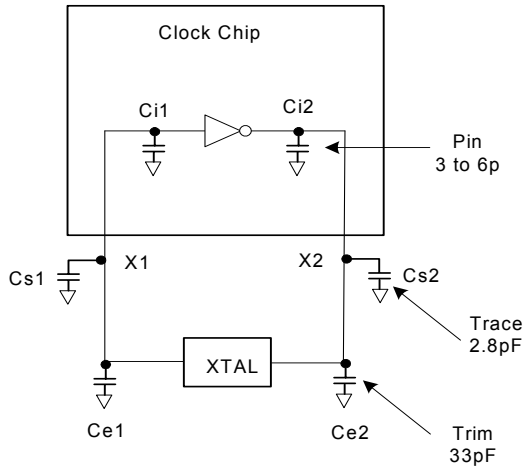 Clock Chip
Ci1
Ci2
Pin
3 to 6p
X1
X2
Cs1
Cs2
Trace
2.8pF
XTAL
Ce1
Ce2
Trim
33pF